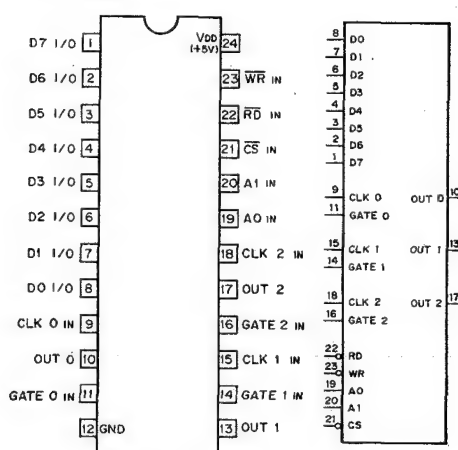 D7 I/O 1
D6 I/O 2
D5 I/O 3
D4 I/O 4
D3 I/O 5
D2 I/O 6
D1 I/O 7
D0 I/O 8
CLK 0 IN 9
OUT 0 10
GATE 0 IN 11
12 GND
VDD 24
(+5V)
23 WR IN
22 RD IN
21 CS IN
20 A1 IN
19 A0 IN
18 CLK 2 IN
17 OUT 2
16 GATE 2 IN
15 CLK 1 IN
14 GATE 1 IN
13 OUT 1
8 D0
7 D1
6 D2
5 D3
4 D4
3 D5
2 D6
1 D7
9 CLK 0 OUT 0 10
11 GATE 0
15 CLK 1 OUT 1 13
14 GATE 1
18 CLK 2 OUT 2 17
16 GATE 2
22 RD
23 WR
19 A0
20 A1
21 CS